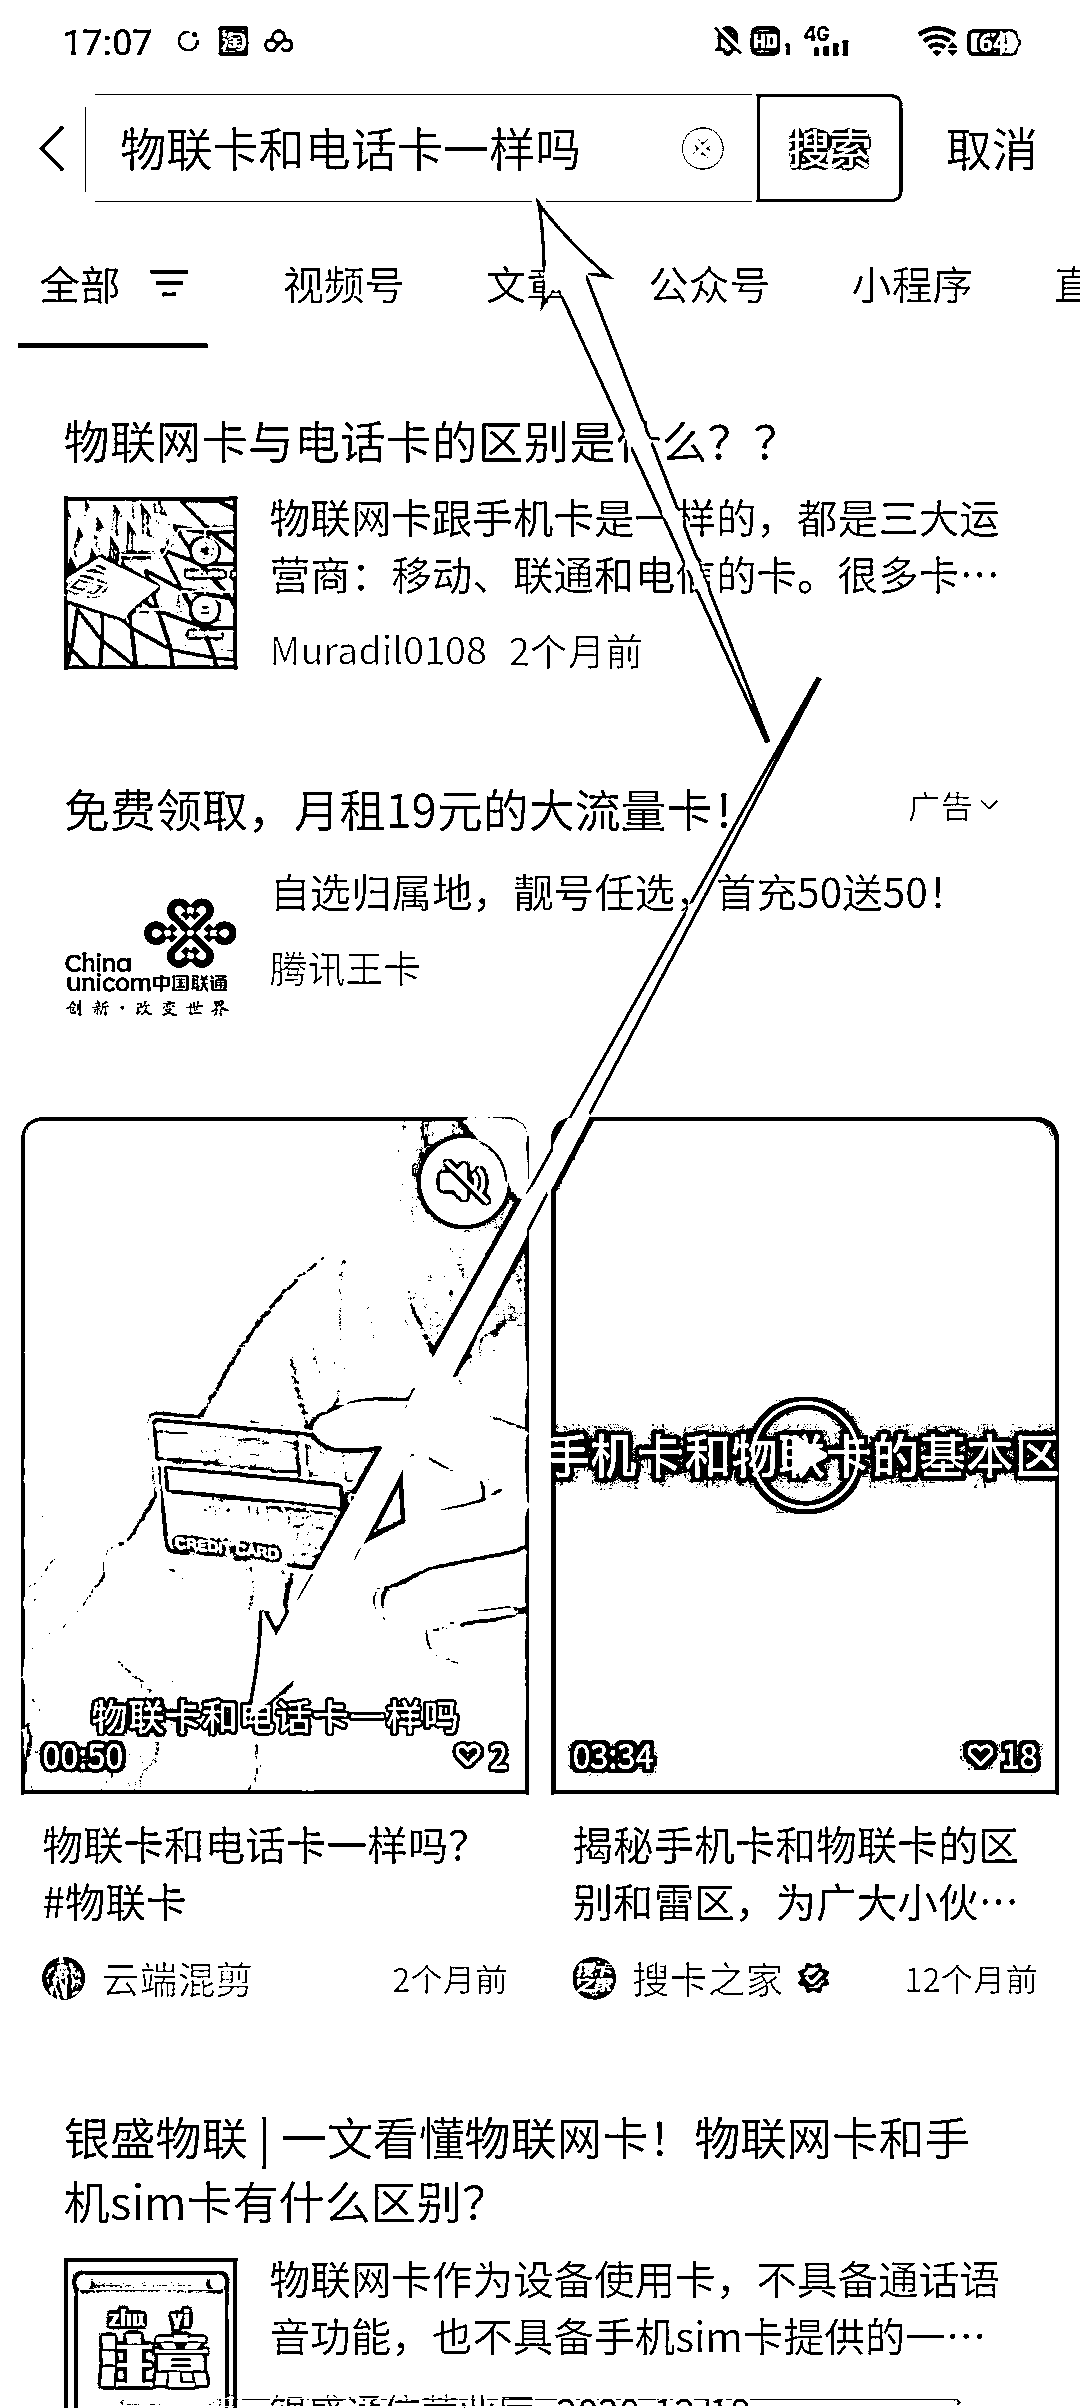 17:07 淘 HD 4G 64
物联卡和电话卡一样吗 搜索 取消
全部 视频号 文章 公众号 小程序
物联网卡与电话卡的区别是什么？？
物联网卡跟手机卡是一样的，都是三大运
营商：移动、联通和电信的卡。很多卡…
Muradil0108 2个月前
免费领取，月租19元的大流量卡！ 广告
自选归属地，靓号任选，首充50送50！
China
unicom中国联通
创新·改变世界
腾讯王卡
CREDIT CARD
物联卡和电话卡一样吗
00:50 2
手机卡和物联卡的基本区
03:34 18
物联卡和电话卡一样吗？
#物联卡
云端混剪 2个月前
揭秘手机卡和物联卡的区
别和雷区，为广大小伙…
搜卡之家 12个月前
银盛物联 | 一文看懂物联网卡！物联网卡和手
机sim卡有什么区别？
物联网卡作为设备使用卡，不具备通话语
音功能，也不具备手机sim卡提供的一…
zhu yi
注意